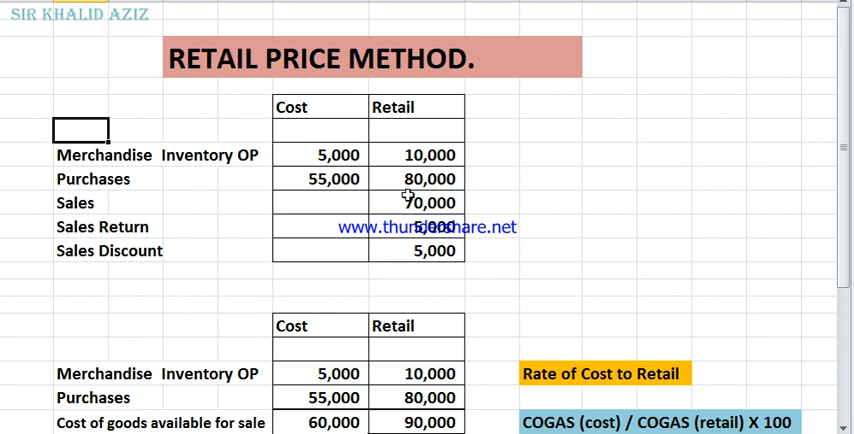 SIR KHALID AZIZ
RETAIL PRICE METHOD.
Cost Retail
Merchandise Inventory OP 5,000 10,000
Purchases 55,000 80,000
Sales 70,000
Sales Return 5,000
www.thundershare.net
Sales Discount 5,000
Cost Retail
Merchandise Inventory OP 5,000 10,000 Rate of Cost to Retail
Purchases 55,000 80,000
Cost of goods available for sale 60,000 90,000 COGAS (cost) / COGAS (retail) X 100